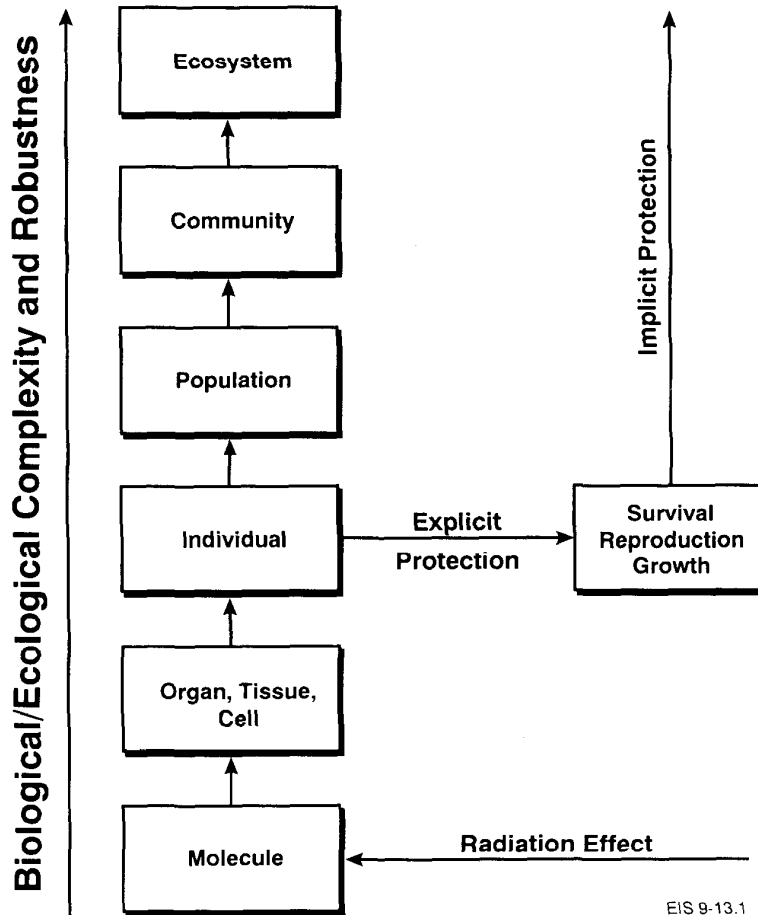 Biological/Ecological Complexity and Robustness
Ecosystem
Community
Population
Individual
Organ, Tissue,
Cell
Molecule
Explicit
Protection
Survival
Reproduction
Growth
Implicit Protection
Radiation Effect
EIS 9-13.1